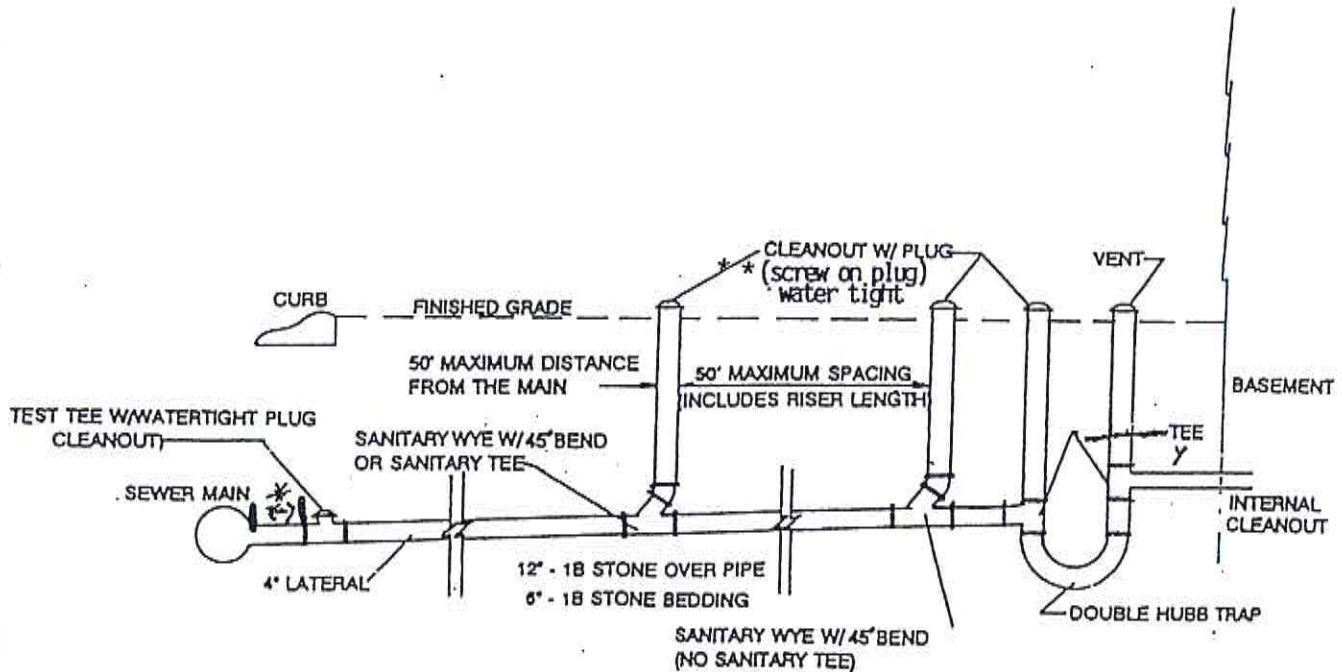 CLEANOUT W/ PLUG
* * (screw on plug)
water tight
VENT
CURB
FINISHED GRADE
50' MAXIMUM DISTANCE
FROM THE MAIN
50' MAXIMUM SPACING
(INCLUDES RISER LENGTH)
BASEMENT
TEST TEE W/WATERTIGHT PLUG
CLEANOUT)
SANITARY WYE W/ 45° BEND
OR SANITARY TEE
TEE
Y
SEWER MAIN
INTERNAL
CLEANOUT
4" LATERAL
12" - 1B STONE OVER PIPE
6" - 1B STONE BEDDING
DOUBLE HUBB TRAP
SANITARY WYE W/ 45° BEND
(NO SANITARY TEE)